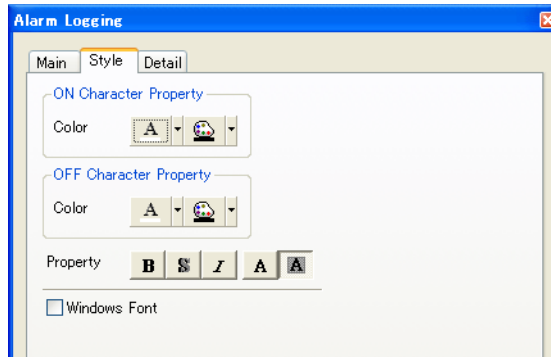 Alarm Logging
Main Style Detail
ON Character Property
Color A
OFF Character Property
Color A
Property B S I A A
Windows Font